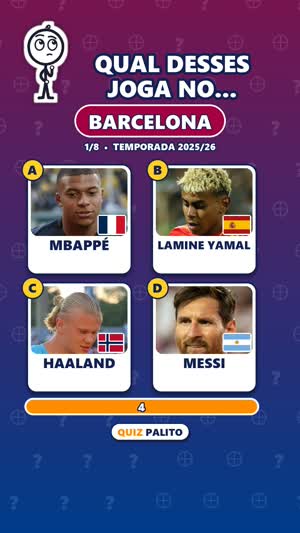 QUAL DESSES
JOGA NO...
BARCELONA
1/8 • TEMPORADA 2025/26
A
B
MBAPPÉ
LAMINE YAMAL
C
D
HAALAND
MESSI
4
QUIZ PALITO